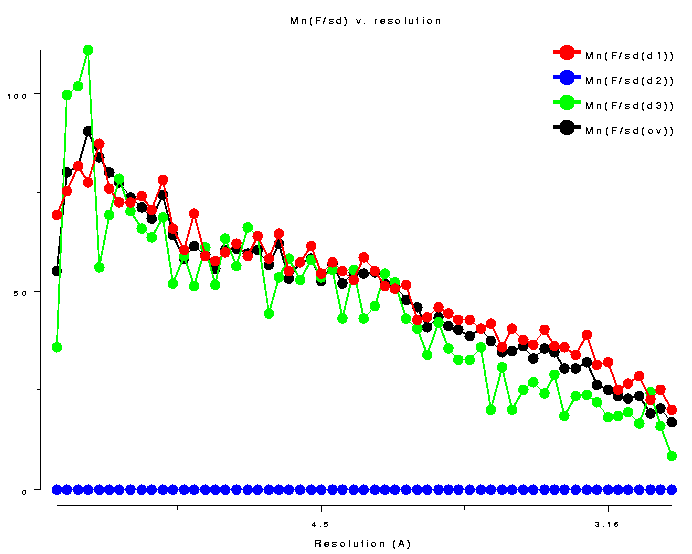 Mn(F/sd) v. resolution
Mn(F/sd(d1))
Mn(F/sd(d2))
Mn(F/sd(d3))
Mn(F/sd(ov))
100
50
0
4.5
3.16
Resolution (A)